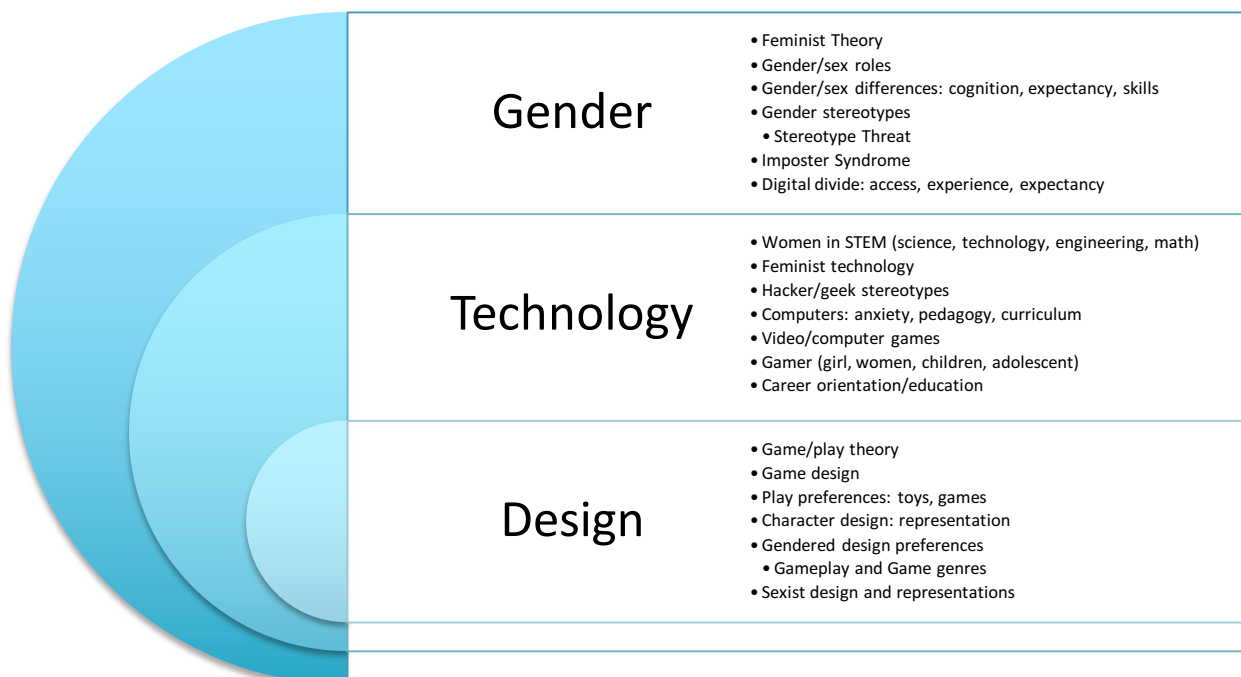 Gender
• Feminist Theory
• Gender/sex roles
• Gender/sex differences: cognition, expectancy, skills
• Gender stereotypes
• Stereotype Threat
• Imposter Syndrome
• Digital divide: access, experience, expectancy
Technology
• Women in STEM (science, technology, engineering, math)
• Feminist technology
• Hacker/geek stereotypes
• Computers: anxiety, pedagogy, curriculum
• Video/computer games
• Gamer (girl, women, children, adolescent)
• Career orientation/education
Design
• Game/play theory
• Game design
• Play preferences: toys, games
• Character design: representation
• Gendered design preferences
• Gameplay and Game genres
• Sexist design and representations